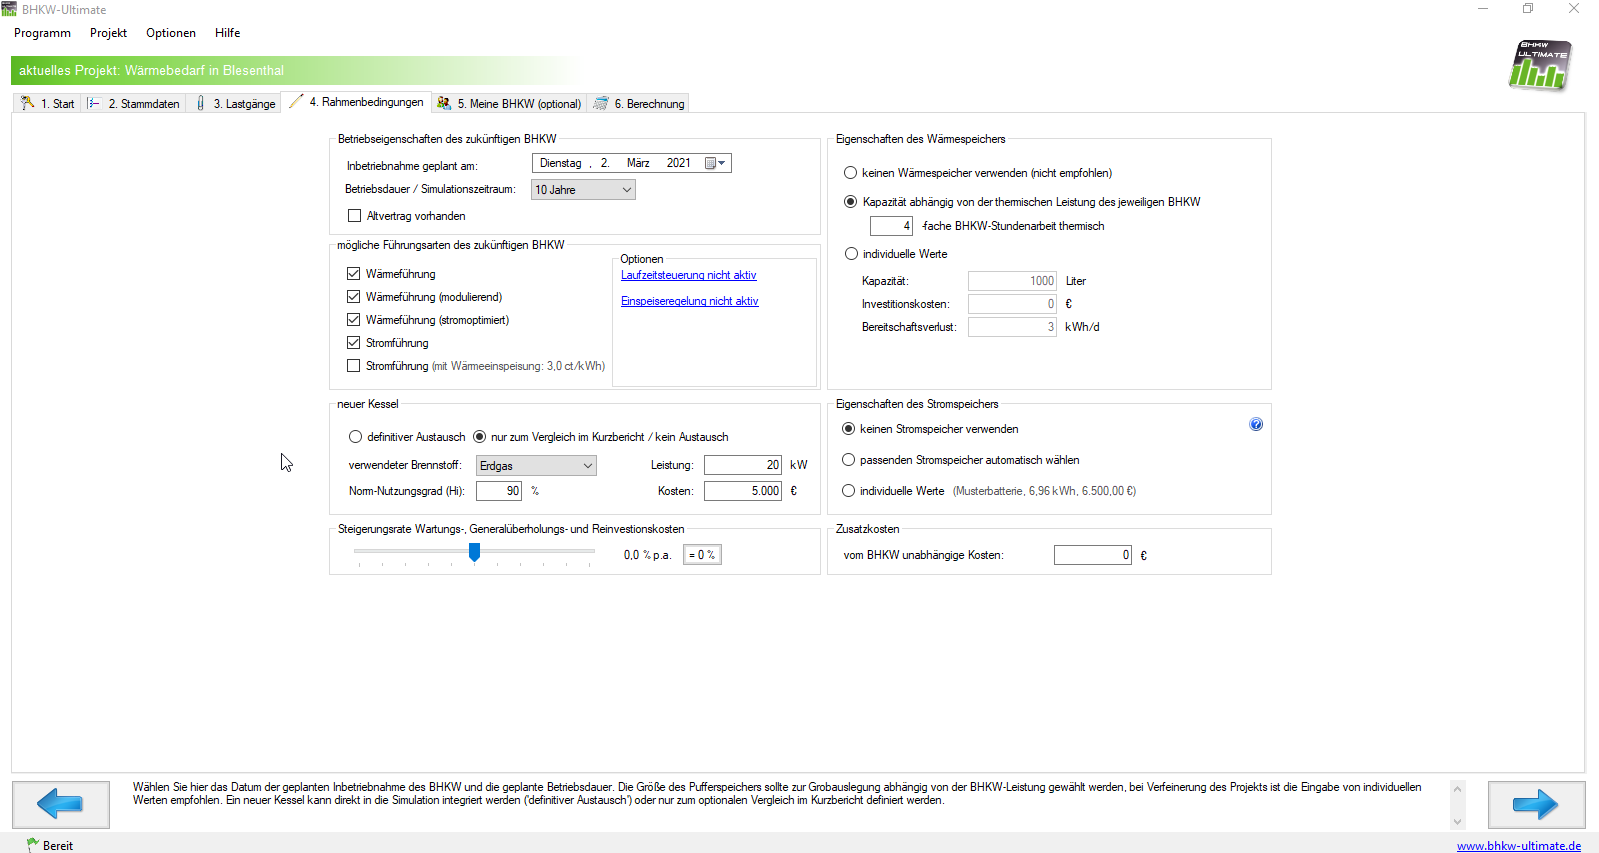 BHKW-Ultimate
Programm Projekt Optionen Hilfe
BHKW ULTIMATE
aktuelles Projekt: Wärmebedarf in Blesenthal
1. Start 2. Stammdaten 3. Lastgänge 4. Rahmenbedingungen 5. Meine BHKW (optional) 6. Berechnung
Betriebseigenschaften des zukünftigen BHKW
Inbetriebnahme geplant am: Dienstag , 2. März 2021
Betriebsdauer / Simulationszeitraum: 10 Jahre
Altvertrag vorhanden
mögliche Führungsarten des zukünftigen BHKW
Wärmeführung
Wärmeführung (modulierend)
Wärmeführung (stromoptimiert)
Stromführung
Stromführung (mit Wärmeeinspeisung: 3,0 ct/kWh)
Optionen
Laufzeitsteuerung nicht aktiv
Einspeiseregelung nicht aktiv
neuer Kessel
definitiver Austausch nur zum Vergleich im Kurzbericht / kein Austausch
verwendeter Brennstoff: Erdgas Leistung: 20 kW
Norm-Nutzungsgrad (Hi): 90 % Kosten: 5.000 €
Steigerungsrate Wartungs-, Generalüberholungs- und Reinvestionskosten
0,0 % p.a. = 0 %
Eigenschaften des Wärmespeichers
keinen Wärmespeicher verwenden (nicht empfohlen)
Kapazität abhängig von der thermischen Leistung des jeweiligen BHKW
4 -fache BHKW-Stundenarbeit thermisch
individuelle Werte
Kapazität: 1000 Liter
Investitionskosten: 0 €
Bereitschaftsverlust: 3 kWh/d
Eigenschaften des Stromspeichers
keinen Stromspeicher verwenden
passenden Stromspeicher automatisch wählen
individuelle Werte (Musterbatterie, 6,96 kWh, 6.500,00 €)
Zusatzkosten
vom BHKW unabhängige Kosten: 0 €
Wählen Sie hier das Datum der geplanten Inbetriebnahme des BHKW und die geplante Betriebsdauer. Die Größe des Pufferspeichers sollte zur Grobauslegung abhängig von der BHKW-Leistung gewählt werden, bei Verfeinerung des Projekts ist die Eingabe von individuellen
Werten empfohlen. Ein neuer Kessel kann direkt in die Simulation integriert werden ('definitiver Austausch') oder nur zum optionalen Vergleich im Kurzbericht definiert werden.
Bereit
www.bhkw-ultimate.de